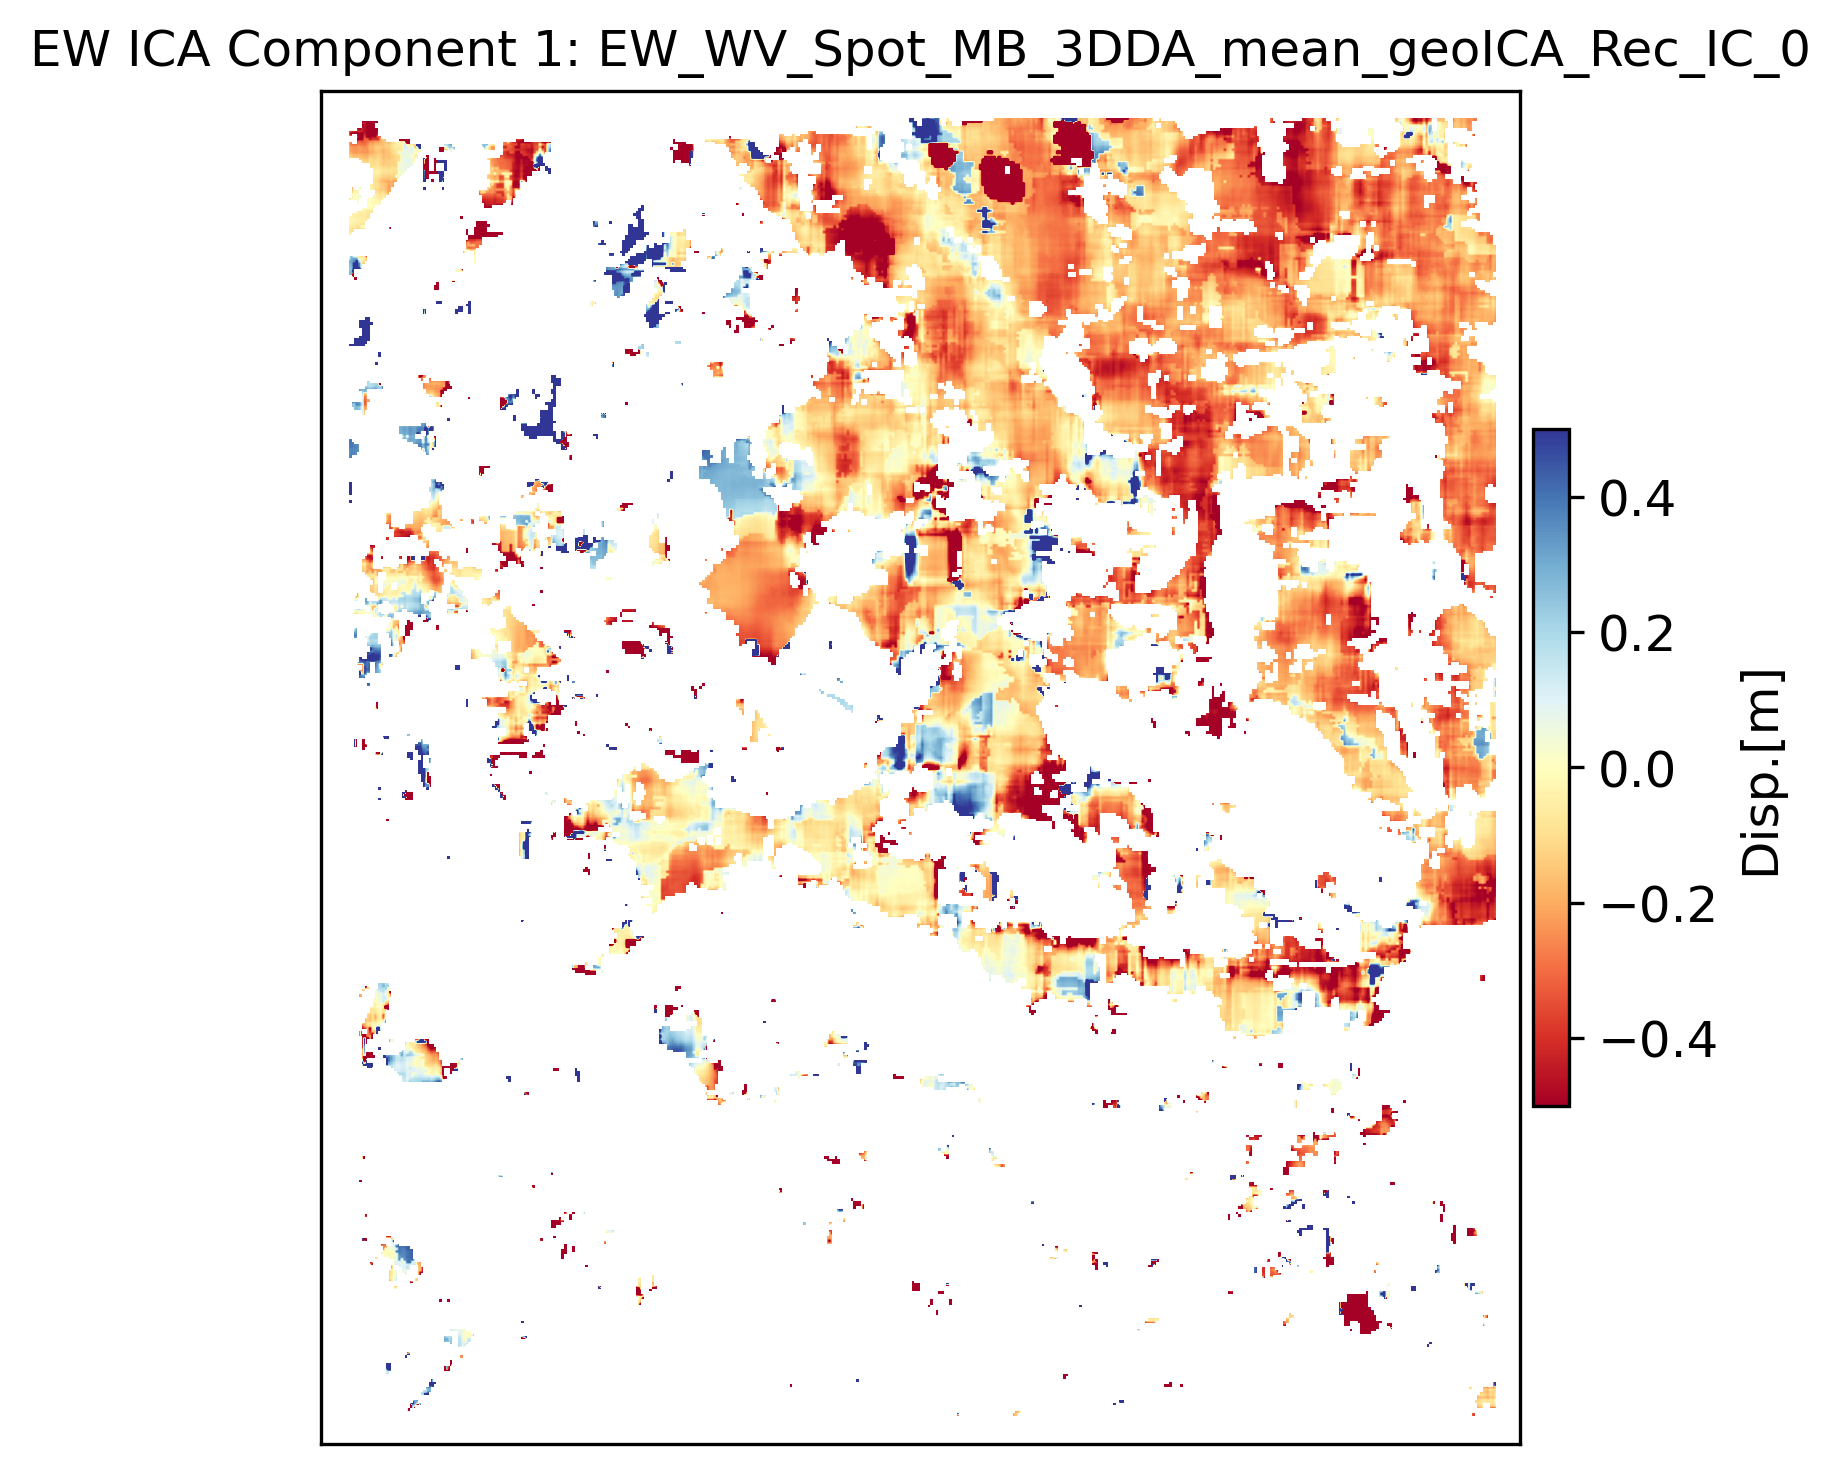 EW ICA Component 1: EW_WV_Spot_MB_3DDA_mean_geoICA_Rec_IC_0
0.4
0.2
0.0
−0.2
−0.4
Disp.[m]